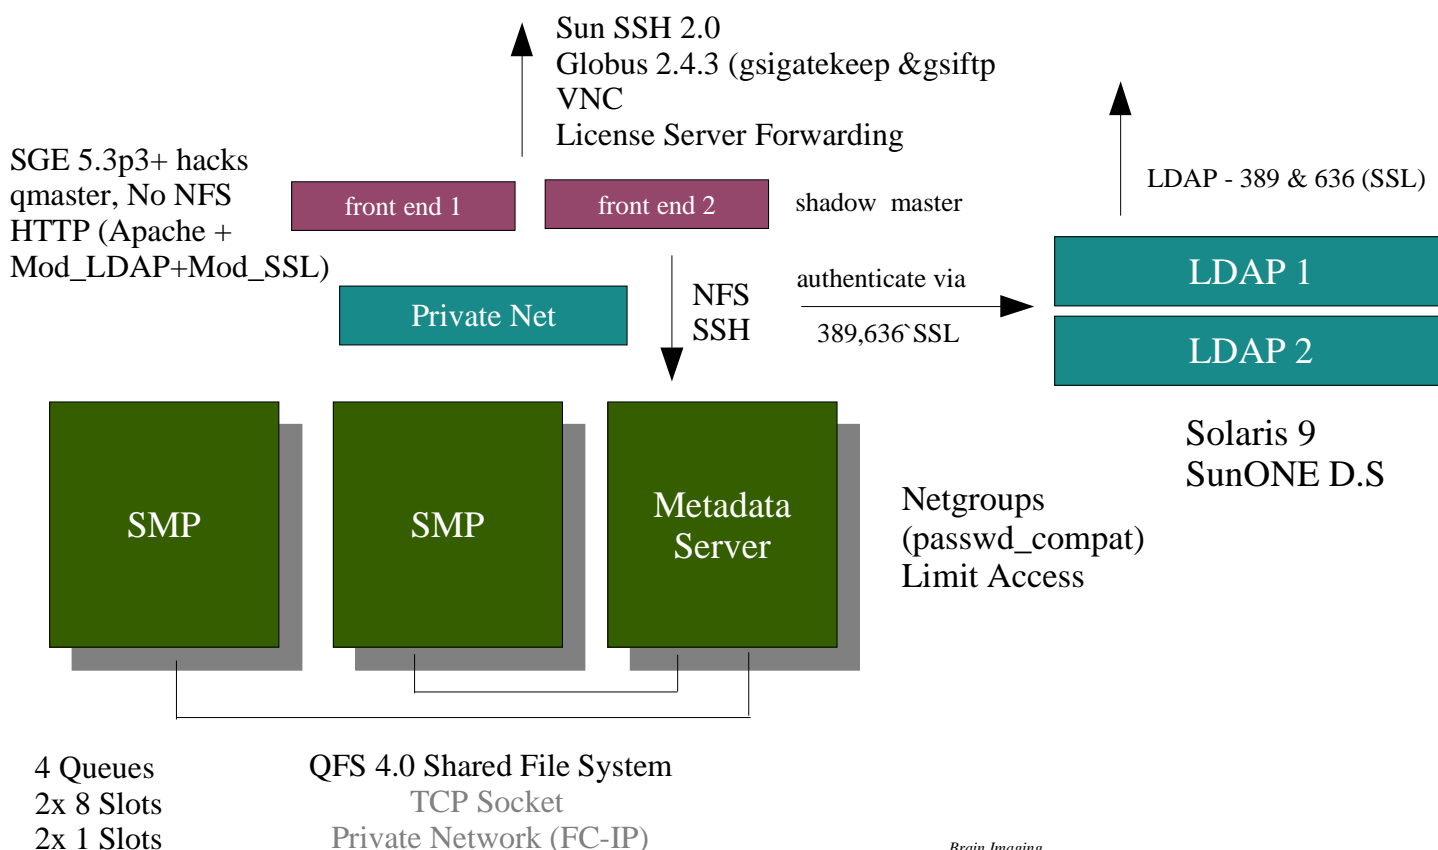 Sun SSH 2.0
Globus 2.4.3 (gsigatekeep &gsiftp
VNC
License Server Forwarding
SGE 5.3p3+ hacks
qmaster, No NFS
HTTP (Apache +
Mod_LDAP+Mod_SSL)
front end 1
front end 2
shadow master
LDAP - 389 & 636 (SSL)
Private Net
NFS
SSH
authenticate via
389,636`SSL
LDAP 1
LDAP 2
Solaris 9
SunONE D.S
SMP
SMP
Metadata
Server
Netgroups
(passwd_compat)
Limit Access
4 Queues
2x 8 Slots
2x 1 Slots
QFS 4.0 Shared File System
TCP Socket
Private Network (FC-IP)
Brain Imaging